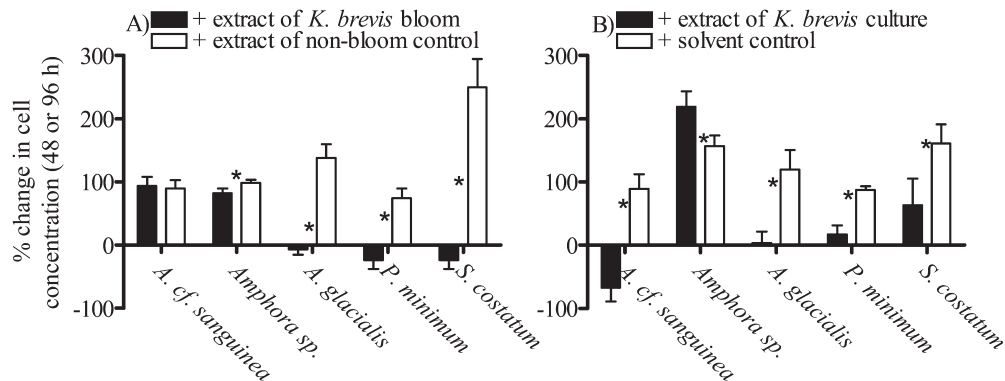 A) + extract of K. brevis bloom
+ extract of non-bloom control
B) + extract of K. brevis culture
+ solvent control
% change in cell
concentration (48 or 96 h)
300
200
100
0
-100
* * * *
A. cf. sanguinea
Amphora sp.
A. glacialis
P. minimum
S. costatum
300
200
100
0
-100
* * * * *
A. cf. sanguinea
Amphora sp.
A. glacialis
P. minimum
S. costatum